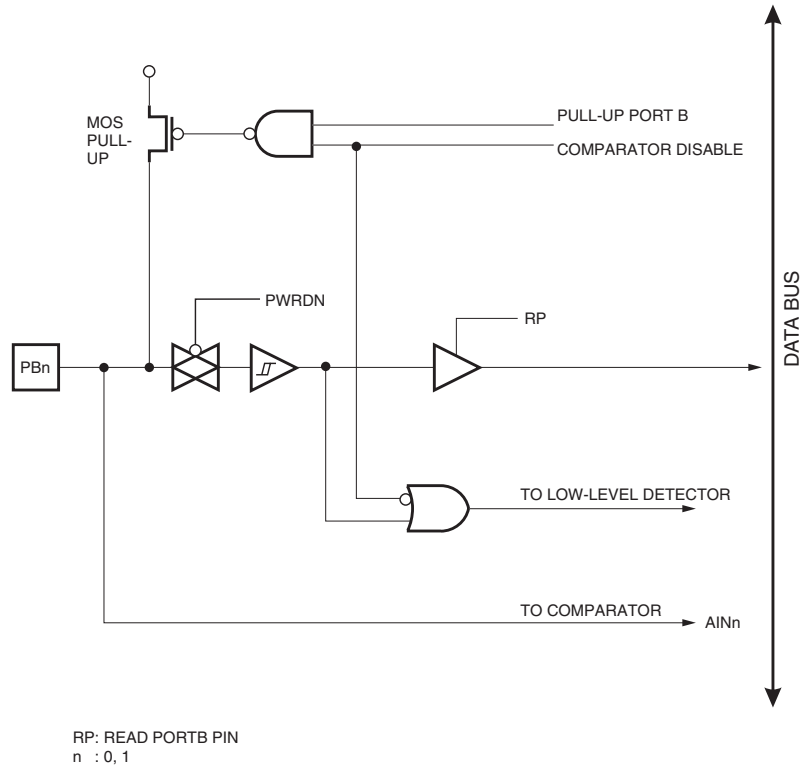 MOS
PULL-
UP
PULL-UP PORT B
COMPARATOR DISABLE
PWRDN
RP
PBn
DATA BUS
TO LOW-LEVEL DETECTOR
TO COMPARATOR
AINn
RP: READ PORTB PIN
n : 0, 1